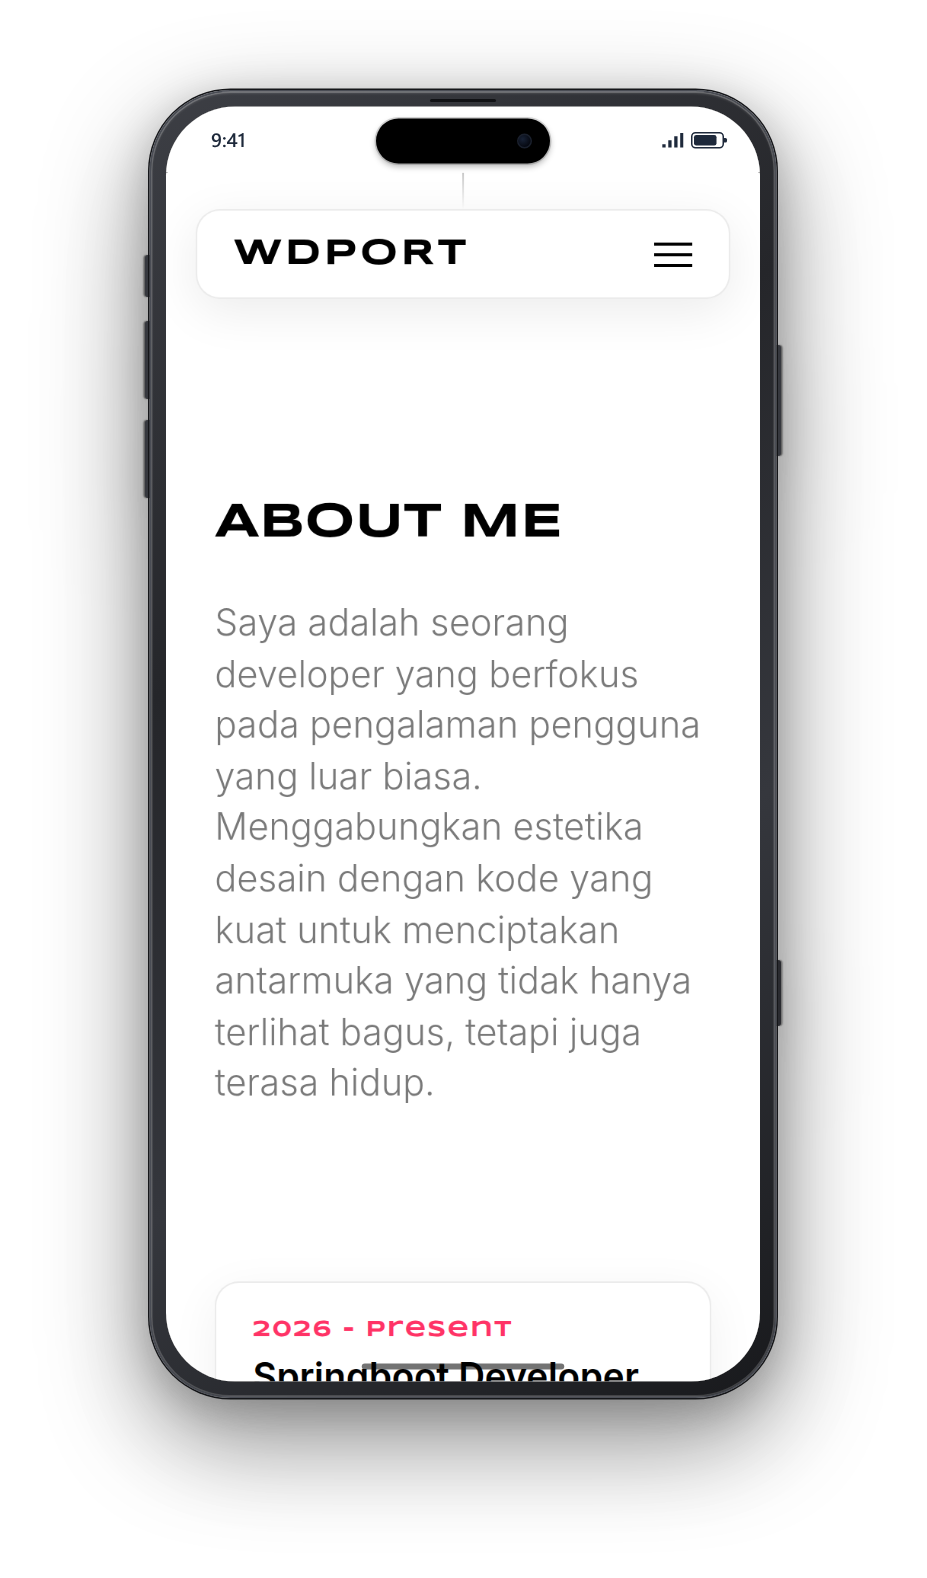 9:41
WDPORT
ABOUT ME
Saya adalah seorang
developer yang berfokus
pada pengalaman pengguna
yang luar biasa.
Menggabungkan estetika
desain dengan kode yang
kuat untuk menciptakan
antarmuka yang tidak hanya
terlihat bagus, tetapi juga
terasa hidup.
2026 - Present
Springboot Developer